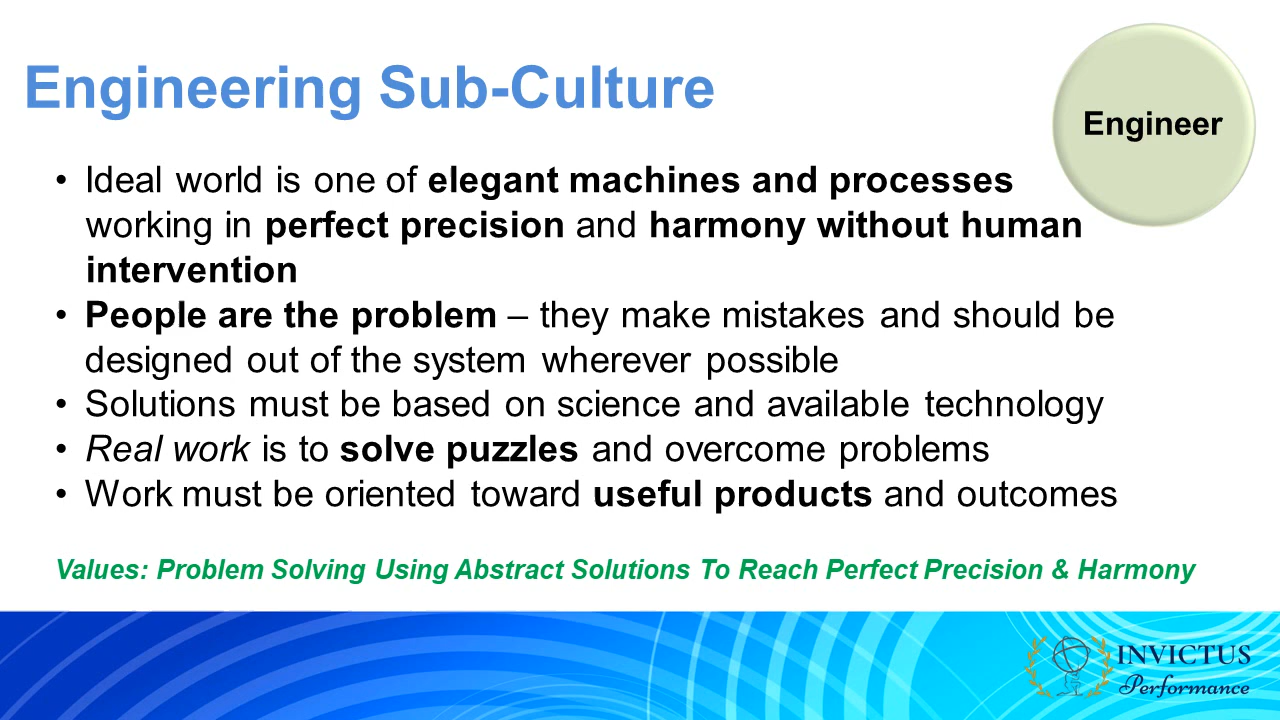 Engineering Sub-Culture
Engineer
• Ideal world is one of elegant machines and processes
working in perfect precision and harmony without human
intervention
• People are the problem – they make mistakes and should be
designed out of the system wherever possible
• Solutions must be based on science and available technology
• Real work is to solve puzzles and overcome problems
• Work must be oriented toward useful products and outcomes
Values: Problem Solving Using Abstract Solutions To Reach Perfect Precision & Harmony
INVICTUS
Performance